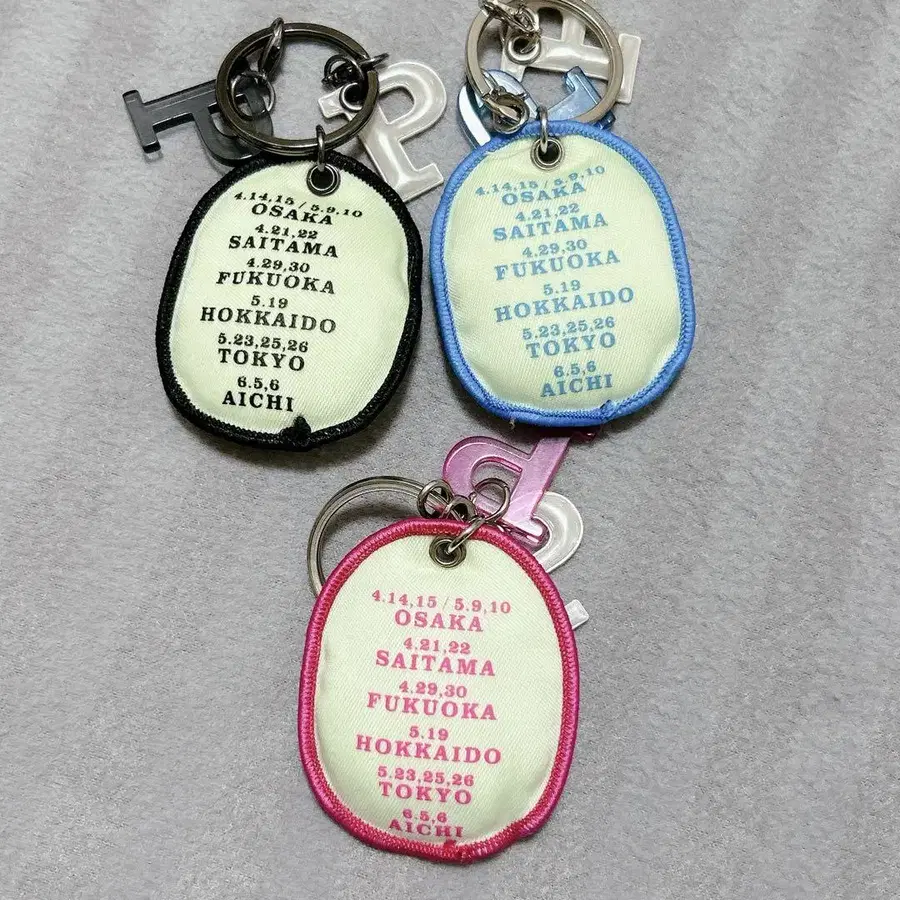 4.14,15 / 5.9,10
OSAKA
4.21,22
SAITAMA
4.29,30
FUKUOKA
5.19
HOKKAIDO
5.23,25,26
TOKYO
6.5,6
AICHI
4.14,15 / 5.9,10
OSAKA
4.21,22
SAITAMA
4.29,30
FUKUOKA
5.19
HOKKAIDO
5.23,25,26
TOKYO
6.5,6
AICHI
4.14,15 / 5.9,10
OSAKA
4.21,22
SAITAMA
4.29,30
FUKUOKA
5.19
HOKKAIDO
5.23,25,26
TOKYO
6.5,6
AICHI